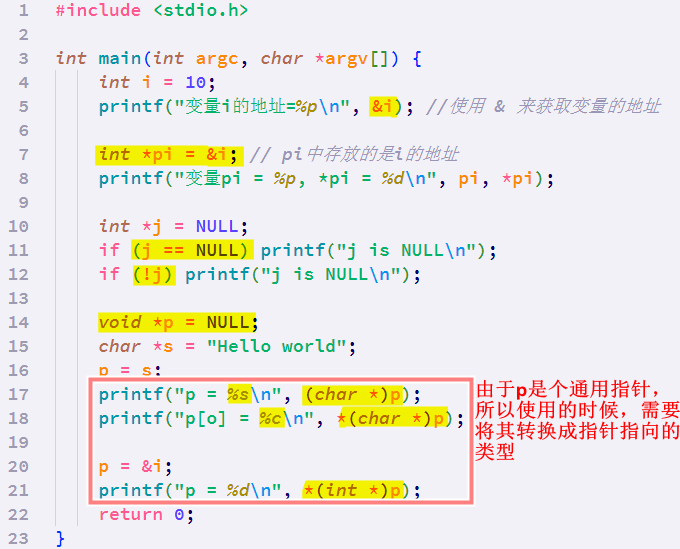 1 #include <stdio.h>
2
3 int main(int argc, char *argv[]) {
4 int i = 10;
5 printf("变量i的地址=%p\n", &i); //使用 & 来获取变量的地址
6
7 int *pi = &i; // pi中存放的是i的地址
8 printf("变量pi = %p, *pi = %d\n", pi, *pi);
9
10 int *j = NULL;
11 if (j == NULL) printf("j is NULL\n");
12 if (!j) printf("j is NULL\n");
13
14 void *p = NULL;
15 char *s = "Hello world";
16 p = s;
17 printf("p = %s\n", (char *)p);
18 printf("p[o] = %c\n", *(char *)p);
19
20 p = &i;
21 printf("p = %d\n", *(int *)p);
22 return 0;
23 }
由于p是个通用指针，
所以使用的时候，需要
将其转换成指针指向的
类型